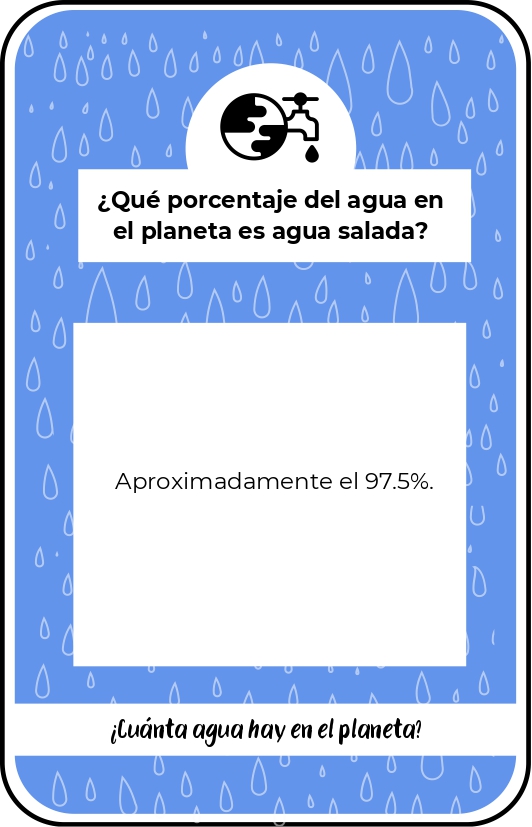 ¿Qué porcentaje del agua en
el planeta es agua salada?
Aproximadamente el 97.5%.
¿Cuánta agua hay en el planeta?